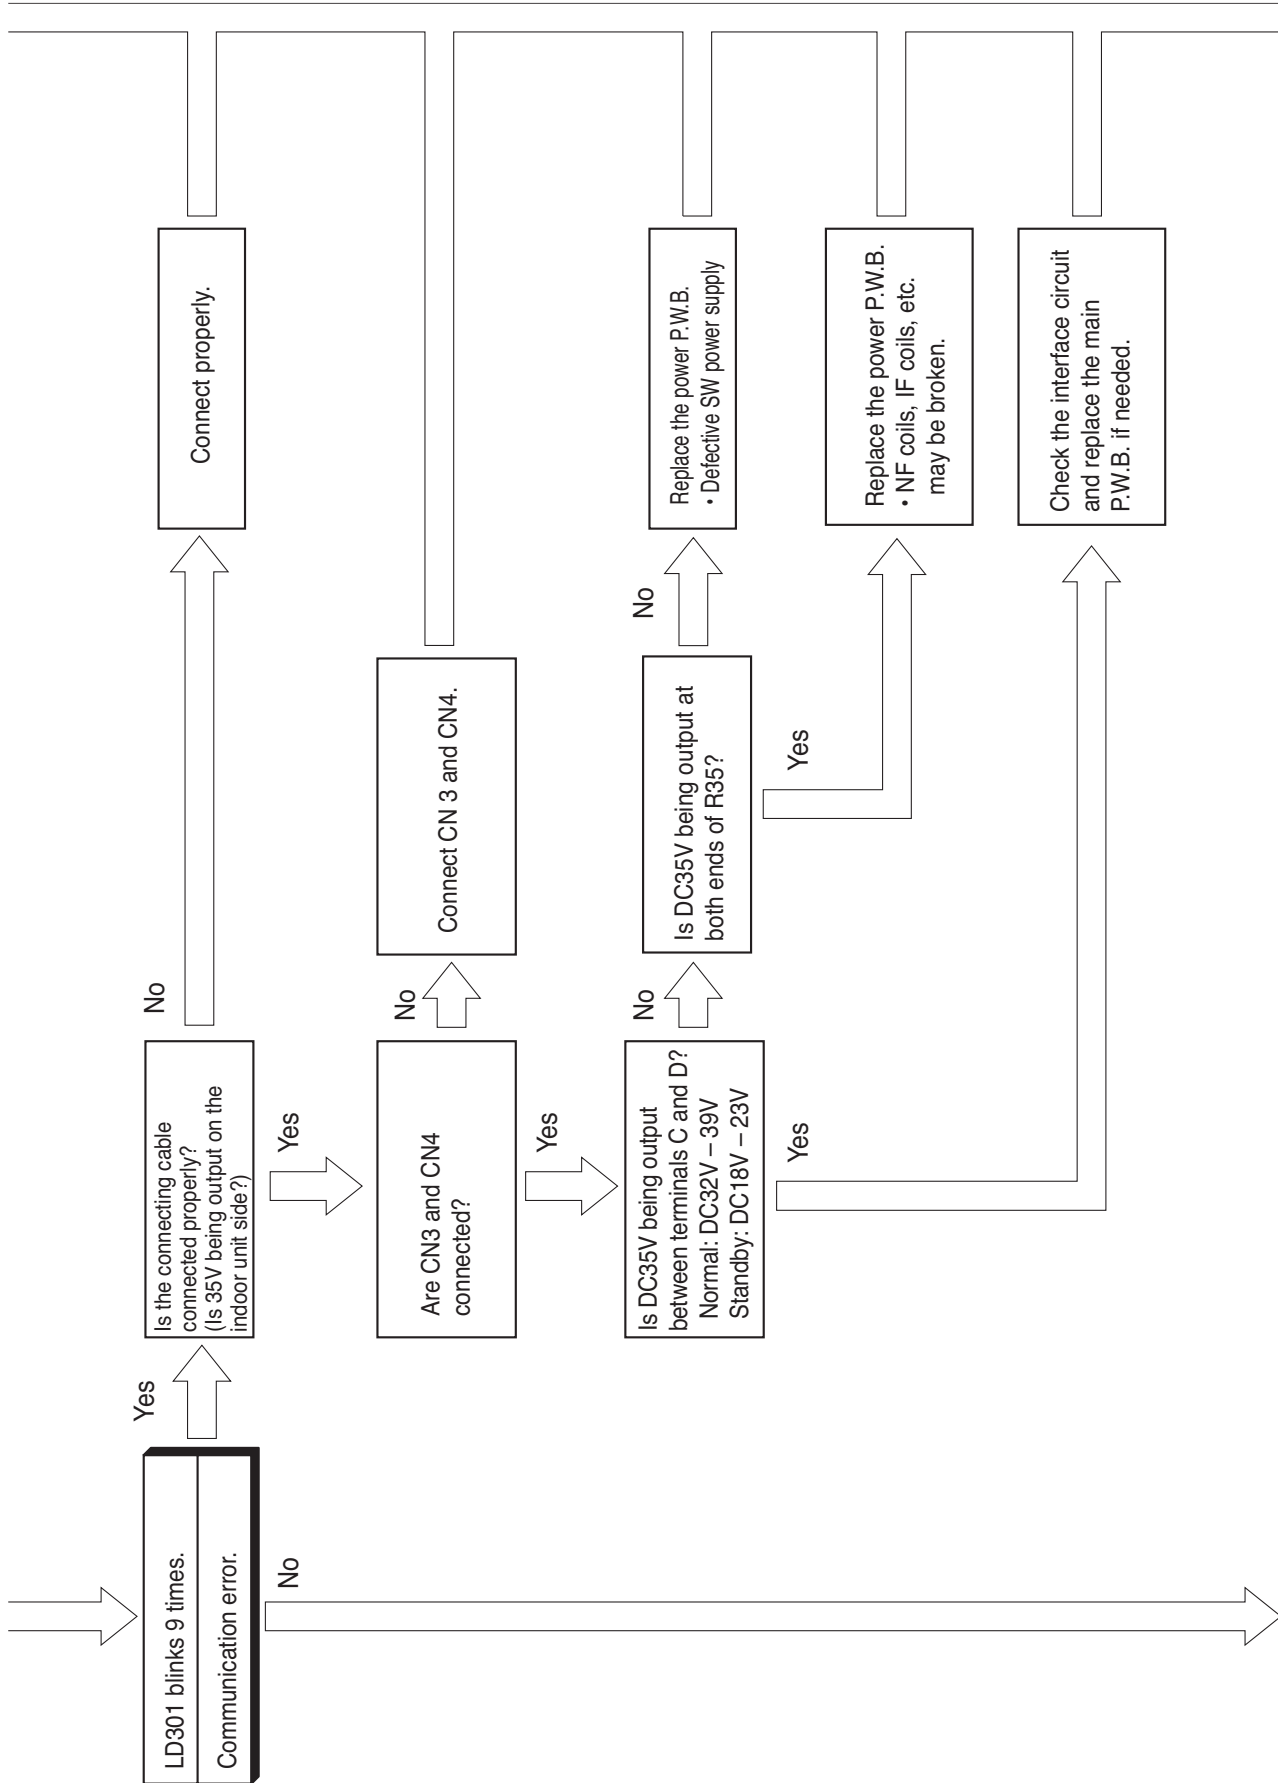 LD301 blinks 9 times.
Communication error.
Yes
No
Is the connecting cable
connected properly?
(Is 35V being output on the
indoor unit side?)
No
Connect properly.
Yes
Are CN3 and CN4
connected?
No
Connect CN 3 and CN4.
Yes
Is DC35V being output
between terminals C and D?
Normal: DC32V – 39V
Standby: DC18V – 23V
No
Is DC35V being output at
both ends of R35?
No
Replace the power P.W.B.
• Defective SW power supply
Yes
Replace the power P.W.B.
• NF coils, IF coils, etc.
may be broken.
Yes
Check the interface circuit
and replace the main
P.W.B. if needed.